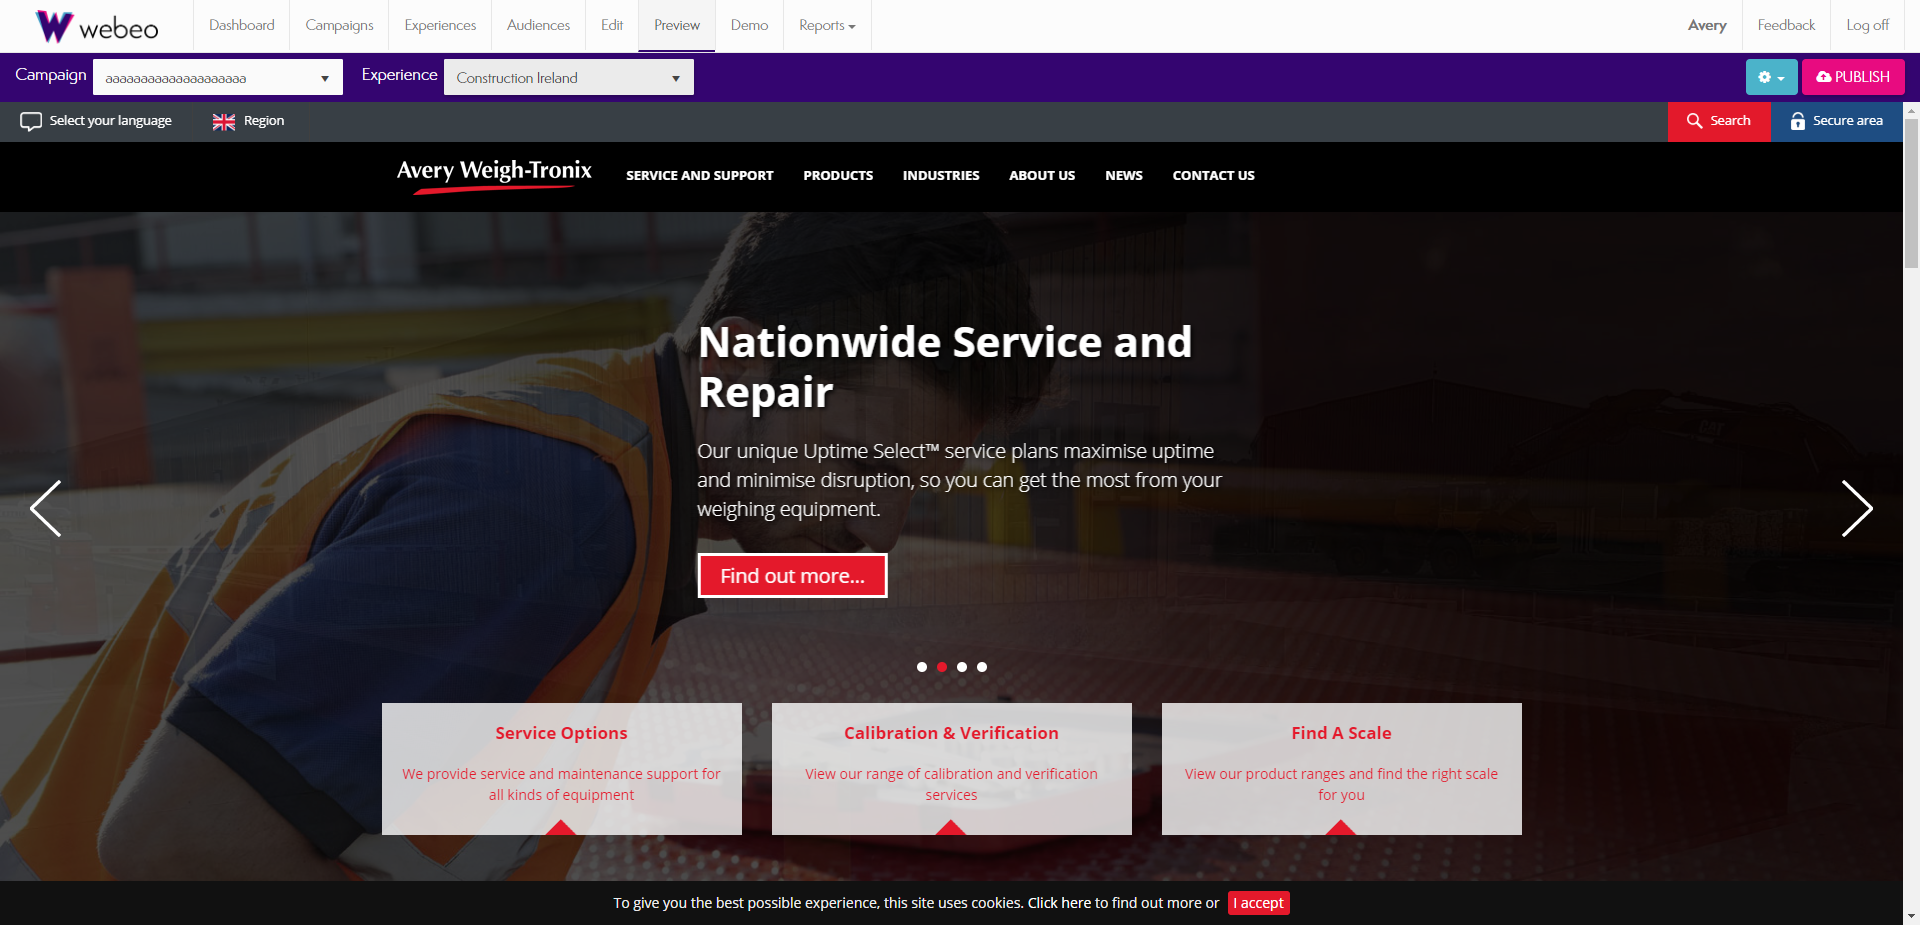 webeo
Dashboard
Campaigns
Experiences
Audiences
Edit
Preview
Demo
Reports
Avery
Feedback
Log off
Campaign
aaaaaaaaaaaaaaaaaaaa
Experience
Construction Ireland
PUBLISH
Select your language
Region
Search
Secure area
Avery Weigh-Tronix
SERVICE AND SUPPORT
PRODUCTS
INDUSTRIES
ABOUT US
NEWS
CONTACT US
Nationwide Service and
Repair
Our unique Uptime Select™ service plans maximise uptime
and minimise disruption, so you can get the most from your
weighing equipment.
Find out more...
Service Options
We provide service and maintenance support for
all kinds of equipment
Calibration & Verification
View our range of calibration and verification
services
Find A Scale
View our product ranges and find the right scale
for you
To give you the best possible experience, this site uses cookies. Click here to find out more or I accept